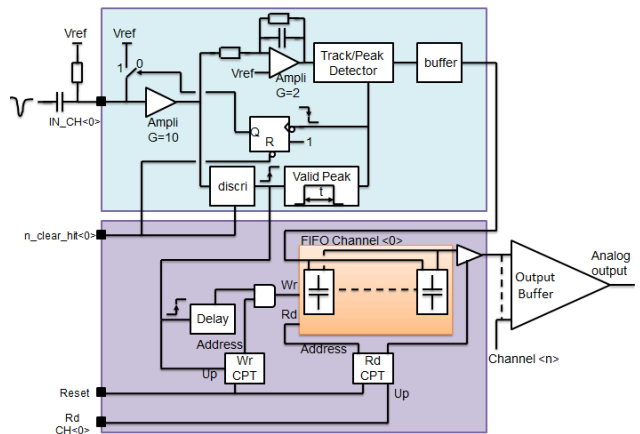 Vref
Vref
1
0
IN_CH<0>
Ampli
G=10
Vref
Ampli
G=2
Track/Peak
Detector
buffer
Q
R
1
discri
Valid Peak
t
n_clear_hit<0>
FIFO Channel <0>
Wr
Rd
Delay
Address
Address
Up
Wr
CPT
Rd
CPT
Up
Reset
Rd
CH<0>
Output
Buffer
Analog
output
Channel <n>